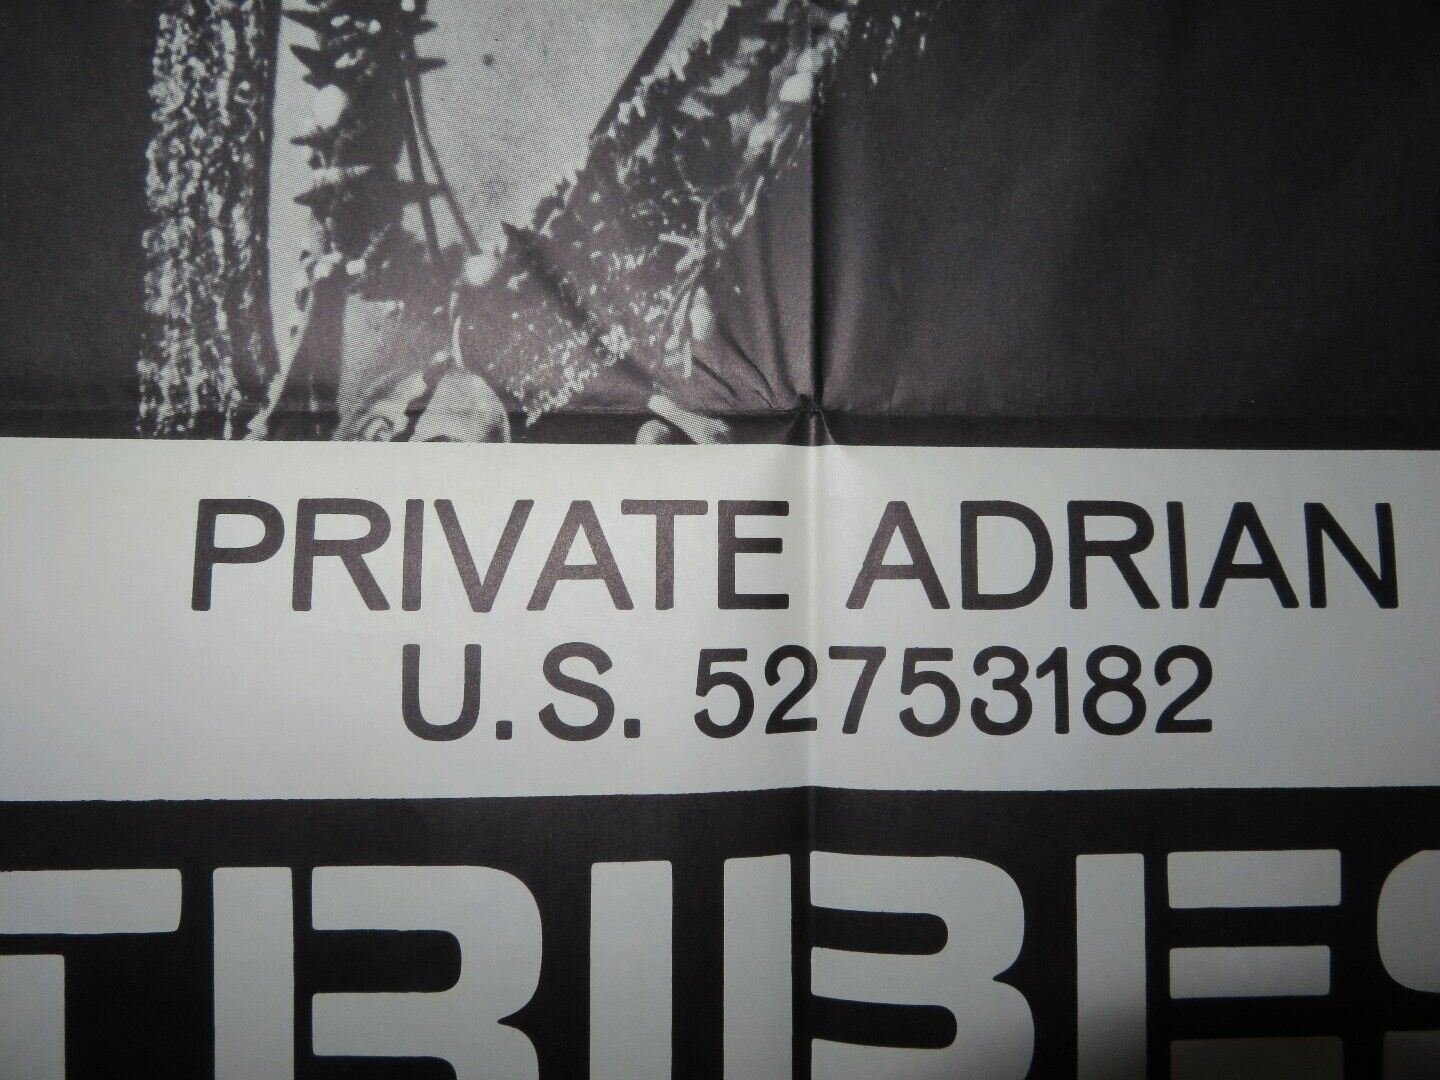 PRIVATE ADRIAN
U.S. 52753182
TRIBES